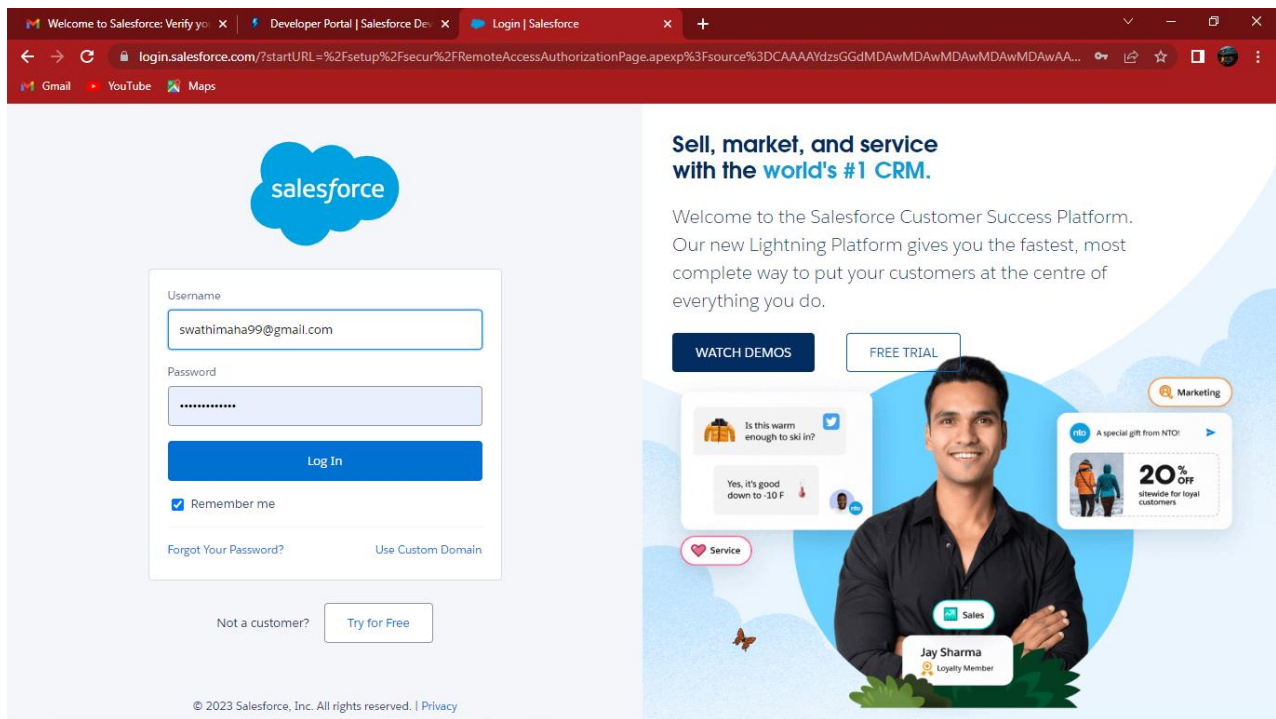 Welcome to Salesforce: Verify yo
Developer Portal | Salesforce Dev
Login | Salesforce
login.salesforce.com/?startURL=%2Fsetup%2Fsecur%2FRemoteAccessAuthorizationPage.apexp%3Fsource%3DCAAAAYdzsGGdMDAwMDAwMDAwMDAwMDAwAA...
Gmail
YouTube
Maps
salesforce
Username
swathimaha99@gmail.com
Password
•••••••••••••
Log In
Remember me
Forgot Your Password?
Use Custom Domain
Not a customer?
Try for Free
© 2023 Salesforce, Inc. All rights reserved. | Privacy
Sell, market, and service
with the world's #1 CRM.
Welcome to the Salesforce Customer Success Platform.
Our new Lightning Platform gives you the fastest, most
complete way to put your customers at the centre of
everything you do.
WATCH DEMOS
FREE TRIAL
Is this warm
enough to ski in?
Yes, it's good
down to -10 F
nto
Service
Marketing
nto
A special gift from NTO!
20% OFF
sitewide for loyal
customers
Sales
Jay Sharma
Loyalty Member